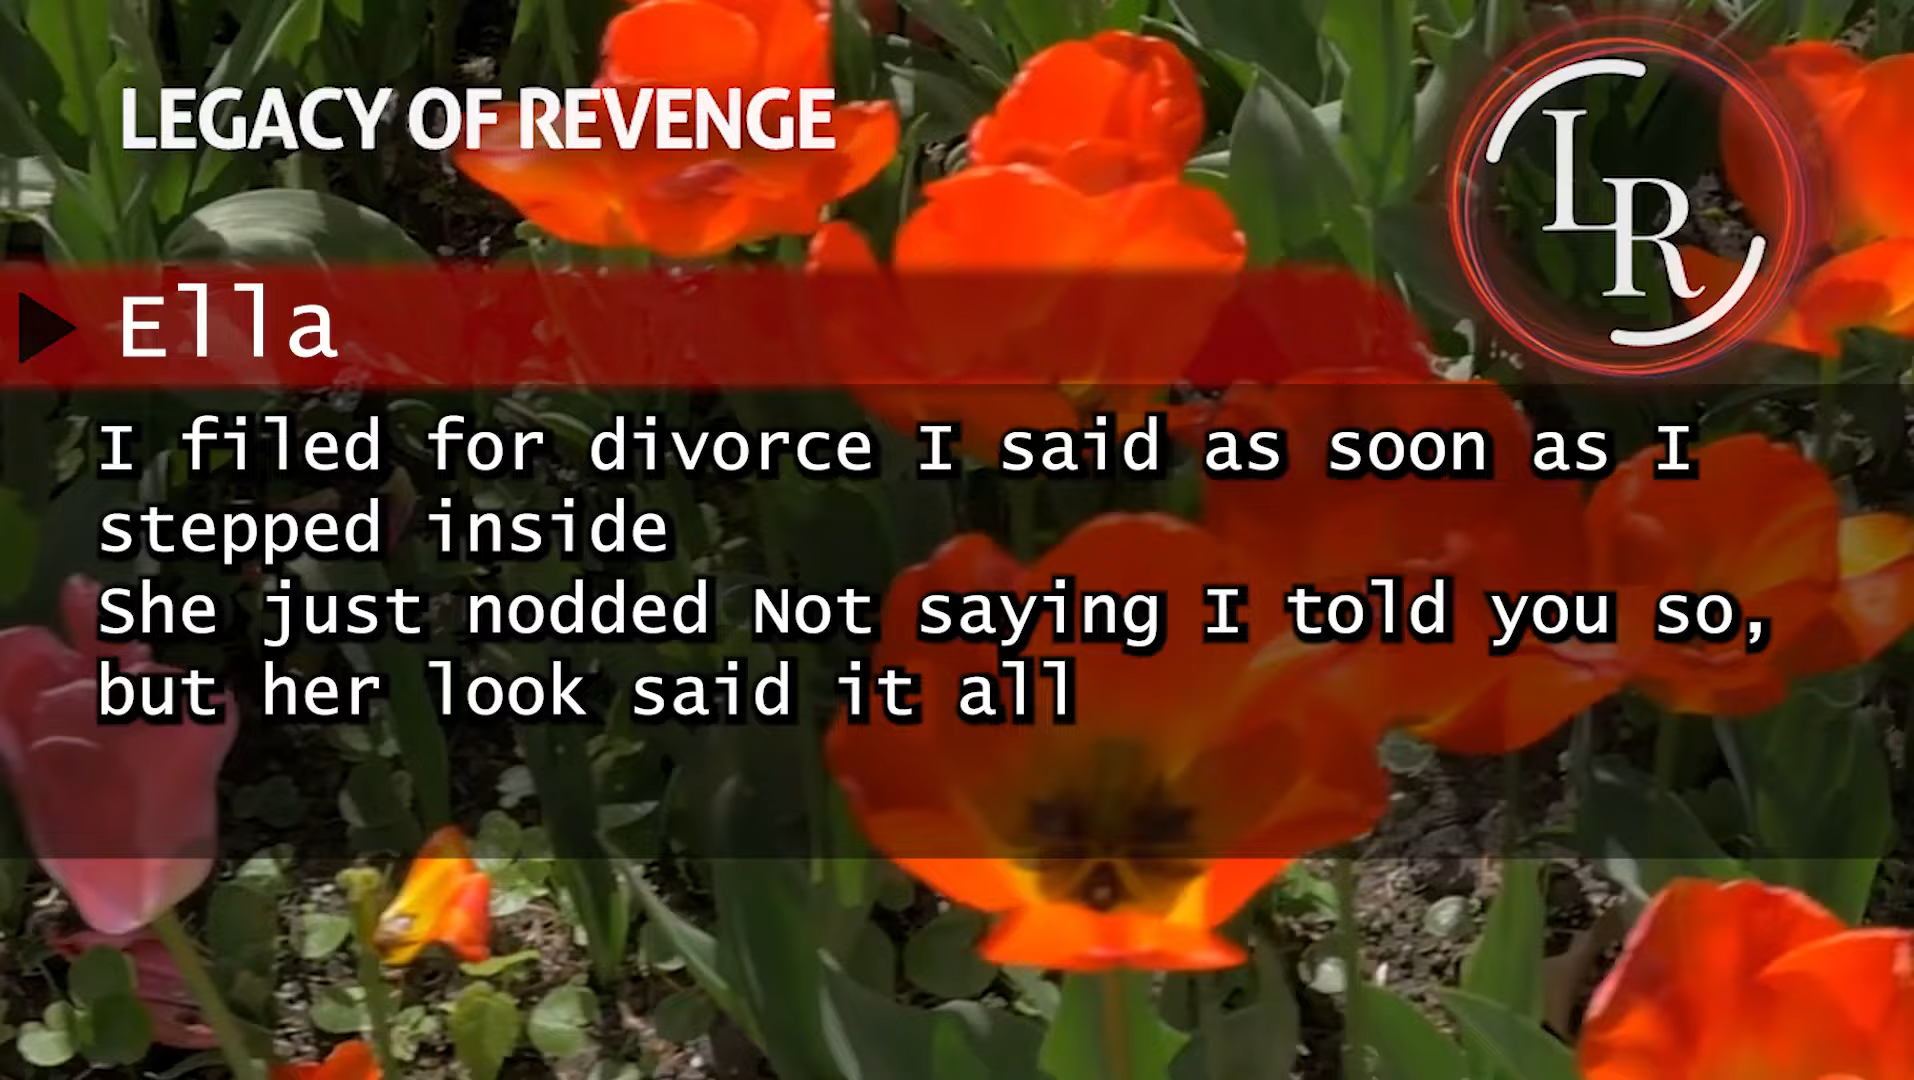 LEGACY OF REVENGE
LR
Ella
I filed for divorce I said as soon as I
stepped inside
She just nodded Not saying I told you so,
but her look said it all